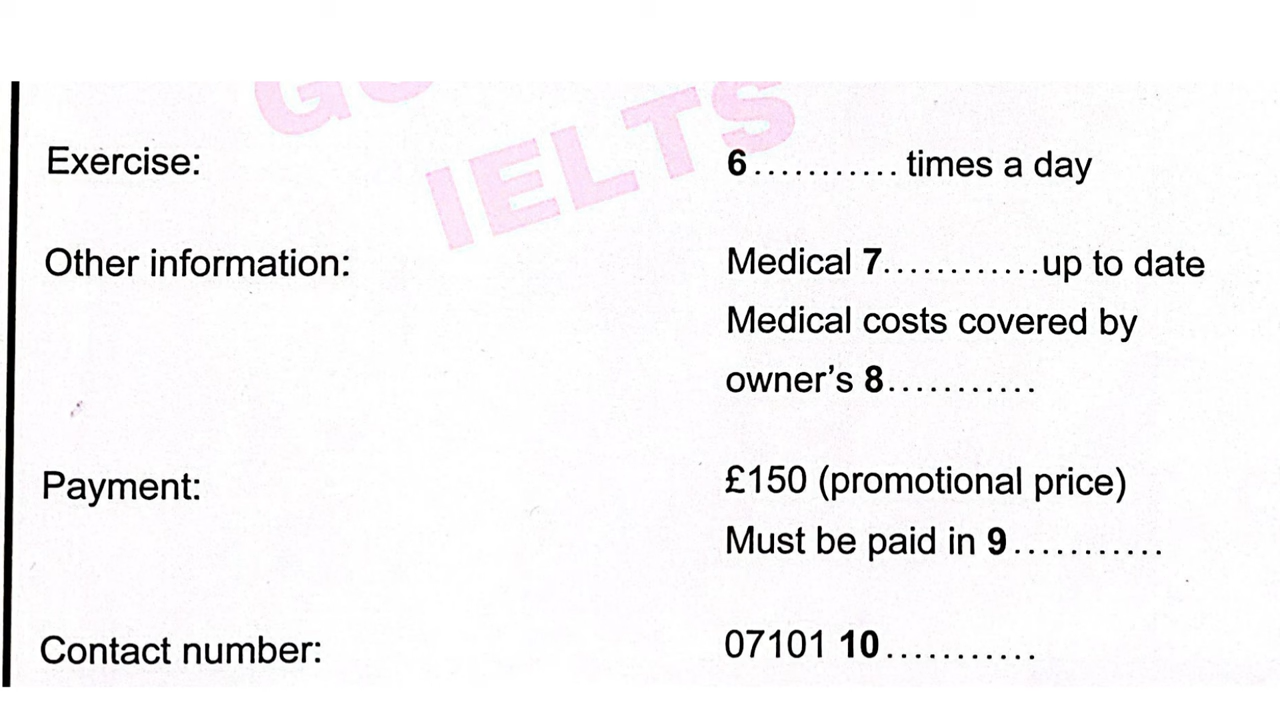 IELTS
Exercise: 6........... times a day
Other information: Medical 7............up to date
Medical costs covered by
owner's 8...........
Payment: £150 (promotional price)
Must be paid in 9...........
Contact number: 07101 10...........